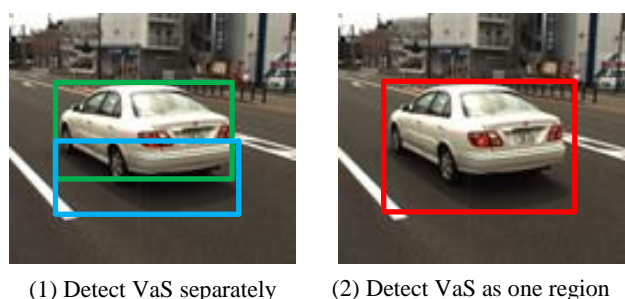 (1) Detect VaS separately
(2) Detect VaS as one region